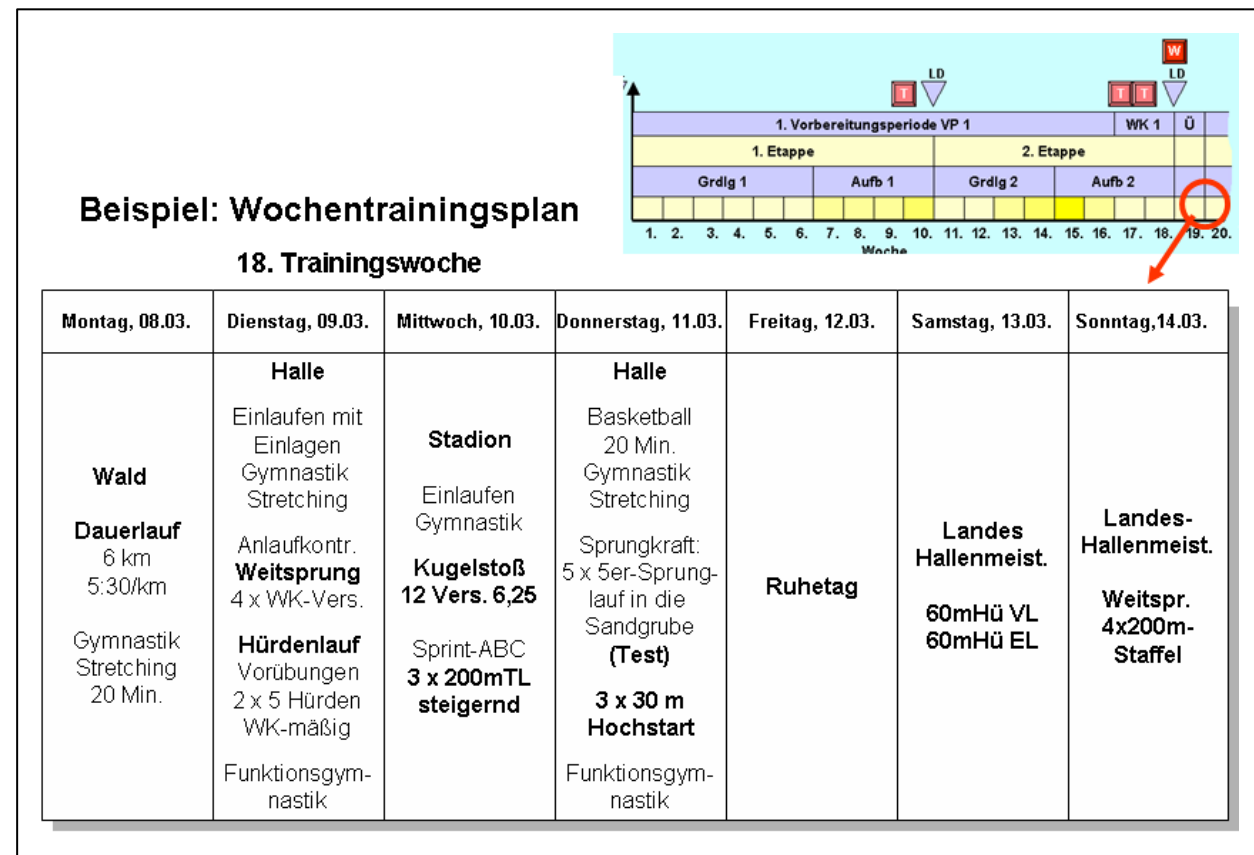 W
LD
LD
T
T
T
1. Vorbereitungsperiode VP 1
WK 1
Ü
1. Etappe
2. Etappe
Grdlg 1
Aufb 1
Grdlg 2
Aufb 2
1. 2. 3. 4. 5. 6. 7. 8. 9. 10. 11. 12. 13. 14. 15. 16. 17. 18. 19. 20.
Woche
Beispiel: Wochentrainingsplan
18. Trainingswoche
Montag, 08.03.
Dienstag, 09.03.
Mittwoch, 10.03.
Donnerstag, 11.03.
Freitag, 12.03.
Samstag, 13.03.
Sonntag,14.03.
Wald
Dauerlauf
6 km
5:30/km
Gymnastik
Stretching
20 Min.
Halle
Einlaufen mit
Einlagen
Gymnastik
Stretching
Anlaufkontr.
Weitsprung
4 x WK-Vers.
Hürdenlauf
Vorübungen
2 x 5 Hürden
WK-mäßig
Funktionsgym-
nastik
Stadion
Einlaufen
Gymnastik
Kugelstoß
12 Vers. 6,25
Sprint-ABC
3 x 200mTL
steigernd
Halle
Basketball
20 Min.
Gymnastik
Stretching
Sprungkraft:
5 x 5er-Sprung-
lauf in die
Sandgrube
(Test)
3 x 30 m
Hochstart
Funktionsgym-
nastik
Ruhetag
Landes
Hallenmeist.
60mHü VL
60mHü EL
Landes-
Hallenmeist.
Weitspr.
4x200m-
Staffel